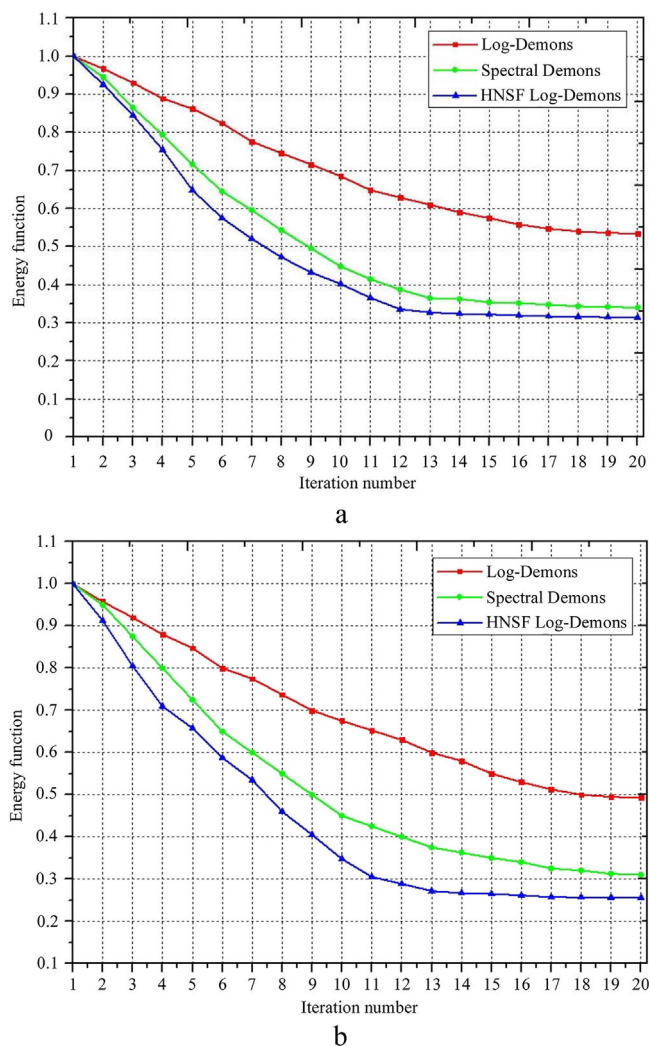 1.1
1.0
0.9
0.8
0.7
0.6
0.5
0.4
0.3
0.2
0.1
0
Energy function
Log-Demons
Spectral Demons
HNSF Log-Demons
1 2 3 4 5 6 7 8 9 10 11 12 13 14 15 16 17 18 19 20
Iteration number
a
1.1
1.0
0.9
0.8
0.7
0.6
0.5
0.4
0.3
0.2
0.1
Energy function
Log-Demons
Spectral Demons
HNSF Log-Demons
1 2 3 4 5 6 7 8 9 10 11 12 13 14 15 16 17 18 19 20
Iteration number
b